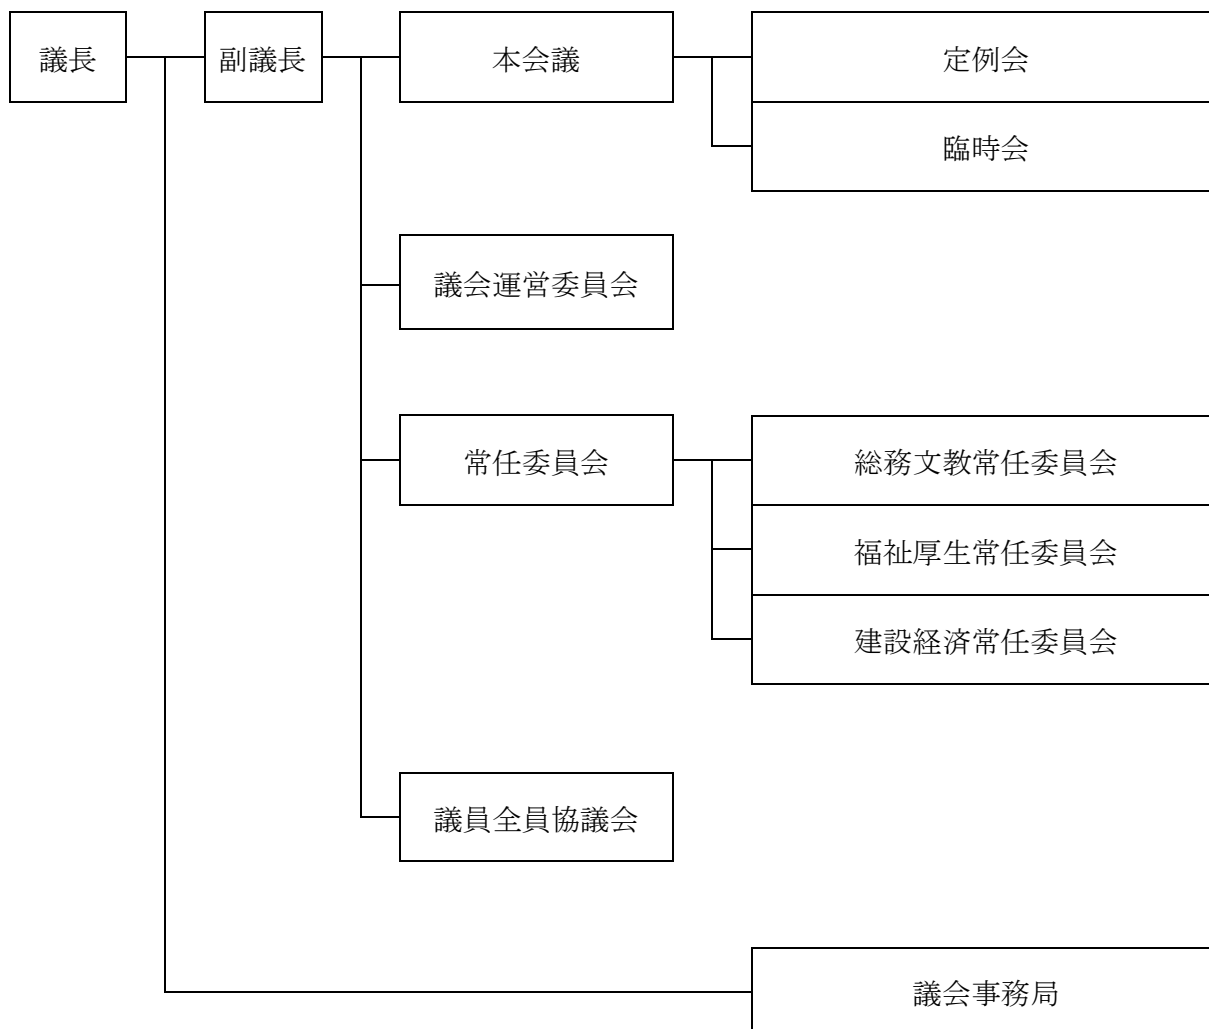 議長
副議長
本会議
定例会
臨時会
議会運営委員会
常任委員会
総務文教常任委員会
福祉厚生常任委員会
建設経済常任委員会
議員全員協議会
議会事務局